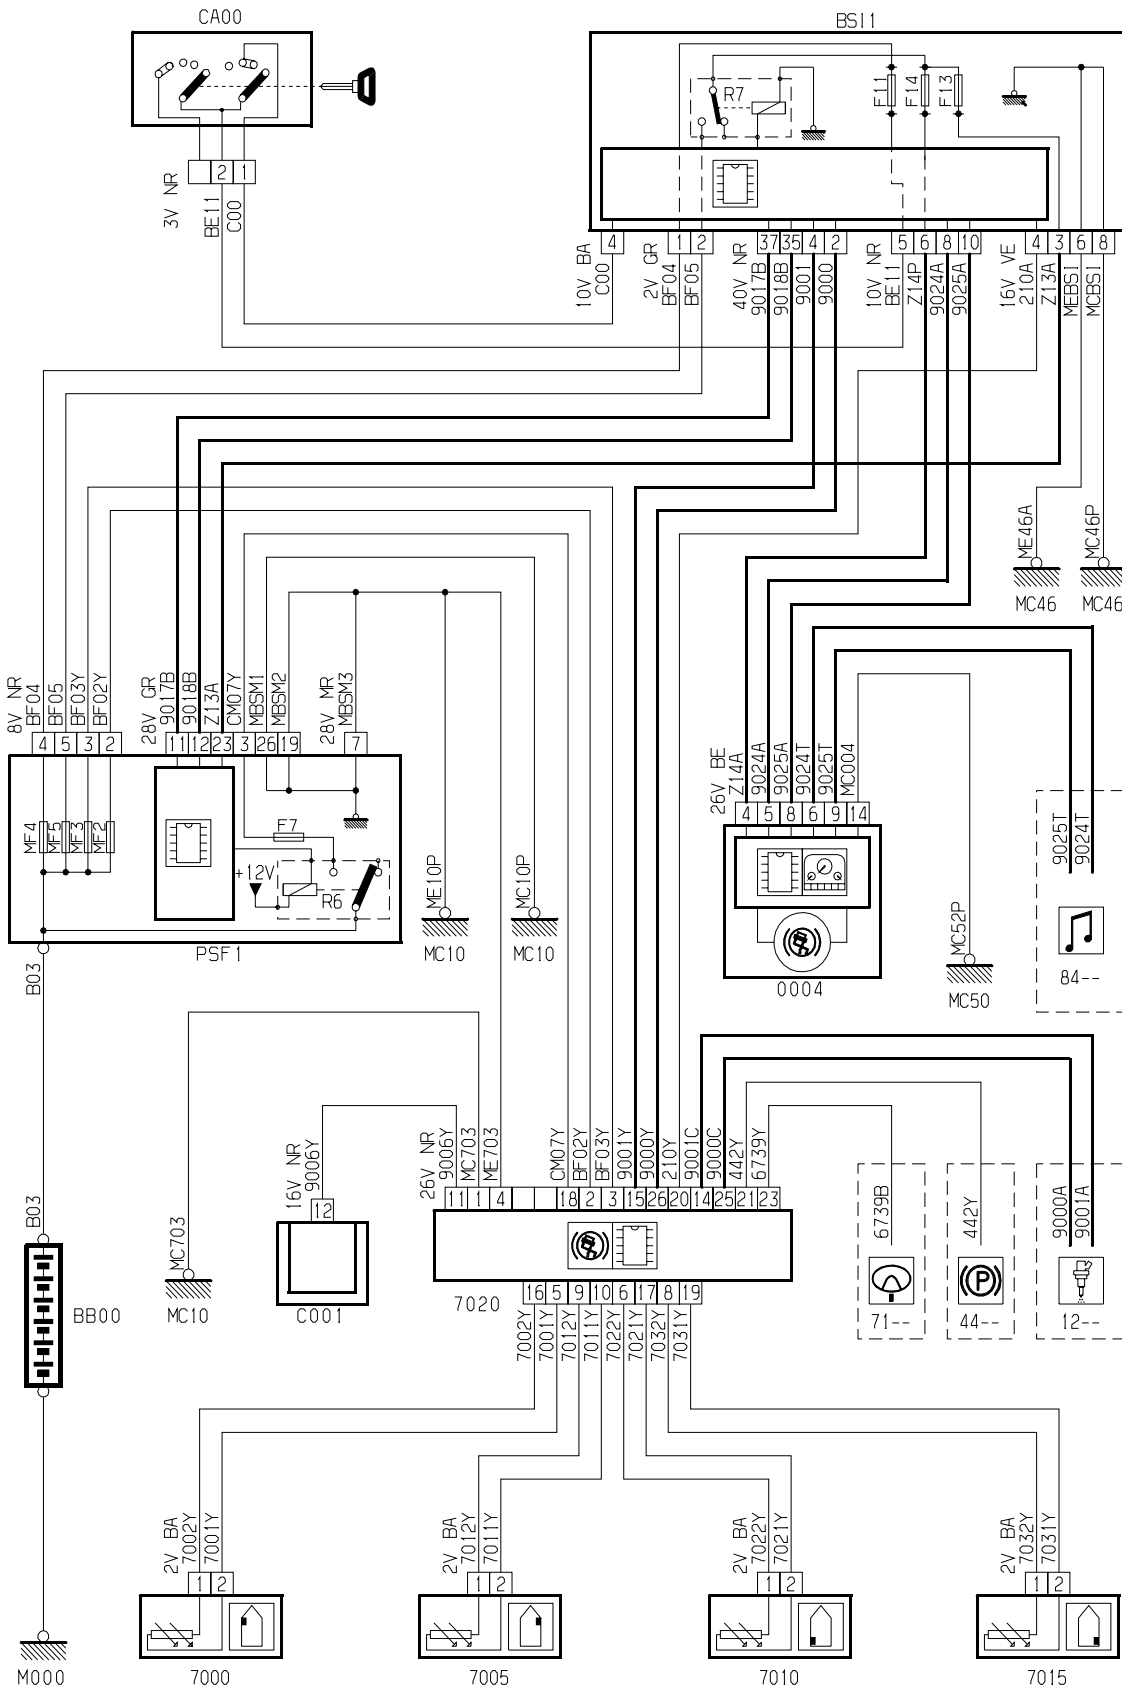 CA00
BSI1
R7
F11
F14
F13
2 1
3V NR
BE11
C00
4 1 2 37 35 4 2 5 6 8 10 4 3 6 8
10V BA
C00
2V GR
BF04
BF05
40V NR
9017B
9018B
9001
9000
10V NR
BE11
Z14P
9024A
9025A
16V VE
210A
Z13A
MEBSI
MCBSI
ME46A
MC46P
MC46 MC46
8V NR
BF04
BF05
BF03Y
BF02Y
28V GR
9017B
9018B
Z13A
CM07Y
MBSM1
MBSM2
28V MR
MBSM3
4 5 3 2 11 12 23 3 26 19 7
MF4
MF5
MF3
MF2
F7
+12V
R6
PSF1
ME10P
MC10P
MC10 MC10
26V BE
Z14A
9024A
9025A
9024T
9025T
MC004
4 5 8 6 9 14
0004
MC52P
MC50
9025T
9024T
84--
B03
B03
BB00
M000
MC703
MC10
16V NR
9006Y
12
C001
26V NR
9006Y
MC703
ME703
CM07Y
BF02Y
BF03Y
9001Y
9000Y
210Y
9001C
9000C
442Y
6739Y
11 1 4 18 2 3 15 26 20 14 25 21 23
7020
16 5 9 10 6 17 8 19
7002Y
7001Y
7012Y
7011Y
7022Y
7021Y
7032Y
7031Y
6739B
71--
442Y
P
44--
9000A
9001A
12--
2V BA
7002Y
7001Y
1 2
7000
2V BA
7012Y
7011Y
1 2
7005
2V BA
7022Y
7021Y
1 2
7010
2V BA
7032Y
7031Y
1 2
7015